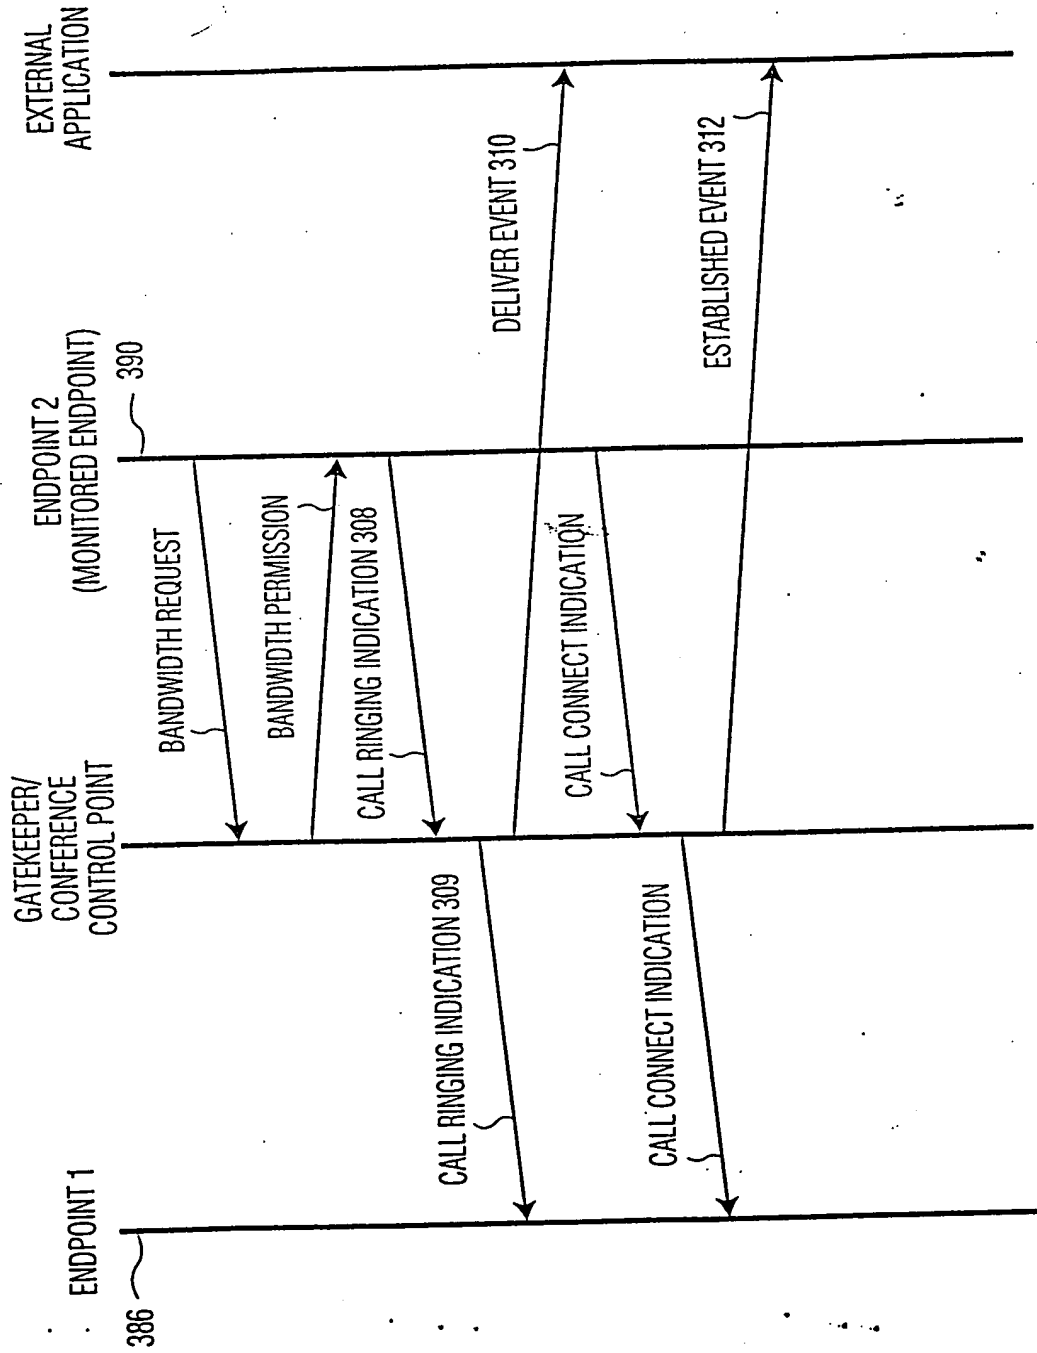 ENDPOINT 1
386
GATEKEEPER/
CONFERENCE
CONTROL POINT
ENDPOINT 2
(MONITORED ENDPOINT)
390
EXTERNAL
APPLICATION
BANDWIDTH REQUEST
BANDWIDTH PERMISSION
CALL RINGING INDICATION 308
CALL RINGING INDICATION 309
DELIVER EVENT 310
CALL CONNECT INDICATION
CALL CONNECT INDICATION
ESTABLISHED EVENT 312